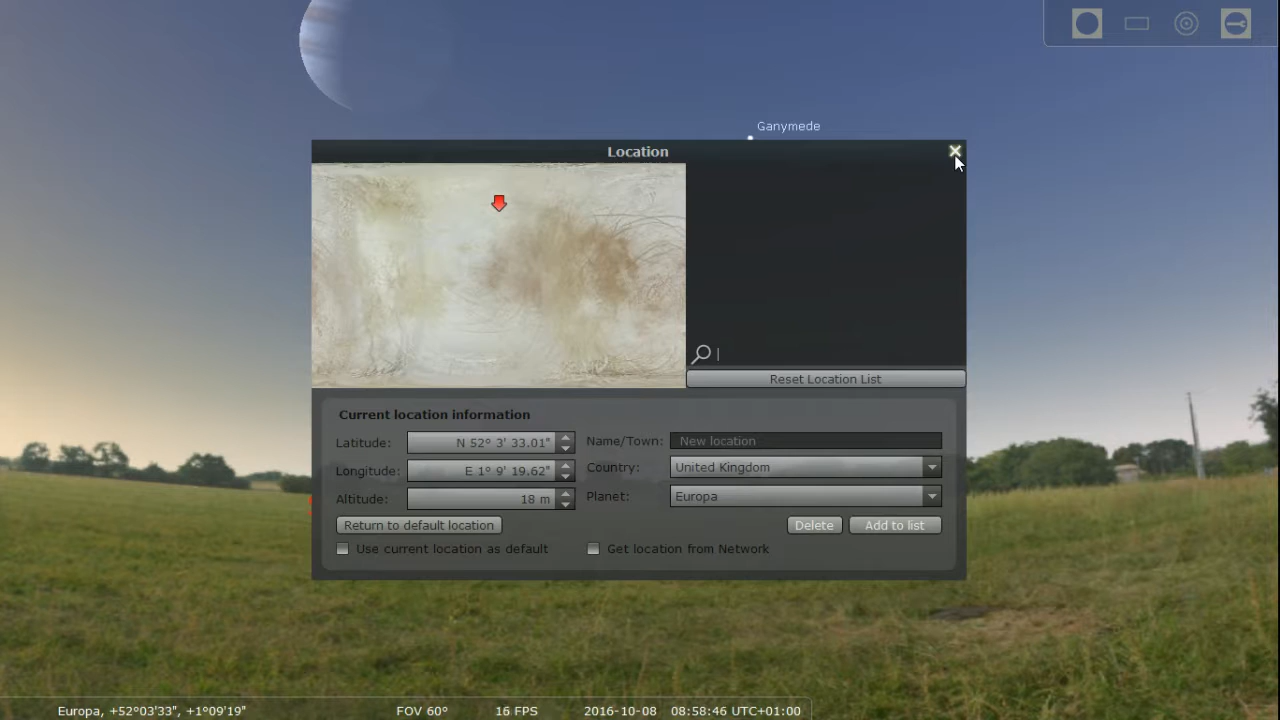 Ganymede
Location
Reset Location List
Current location information
Latitude: N 52° 3' 33.01"
Name/Town: New location
Longitude: E 1° 9' 19.62"
Country: United Kingdom
Altitude: 18 m
Planet: Europa
Return to default location
Delete
Add to list
Use current location as default
Get location from Network
Europa, +52°03'33", +1°09'19" FOV 60° 16 FPS 2016-10-08 08:58:46 UTC+01:00